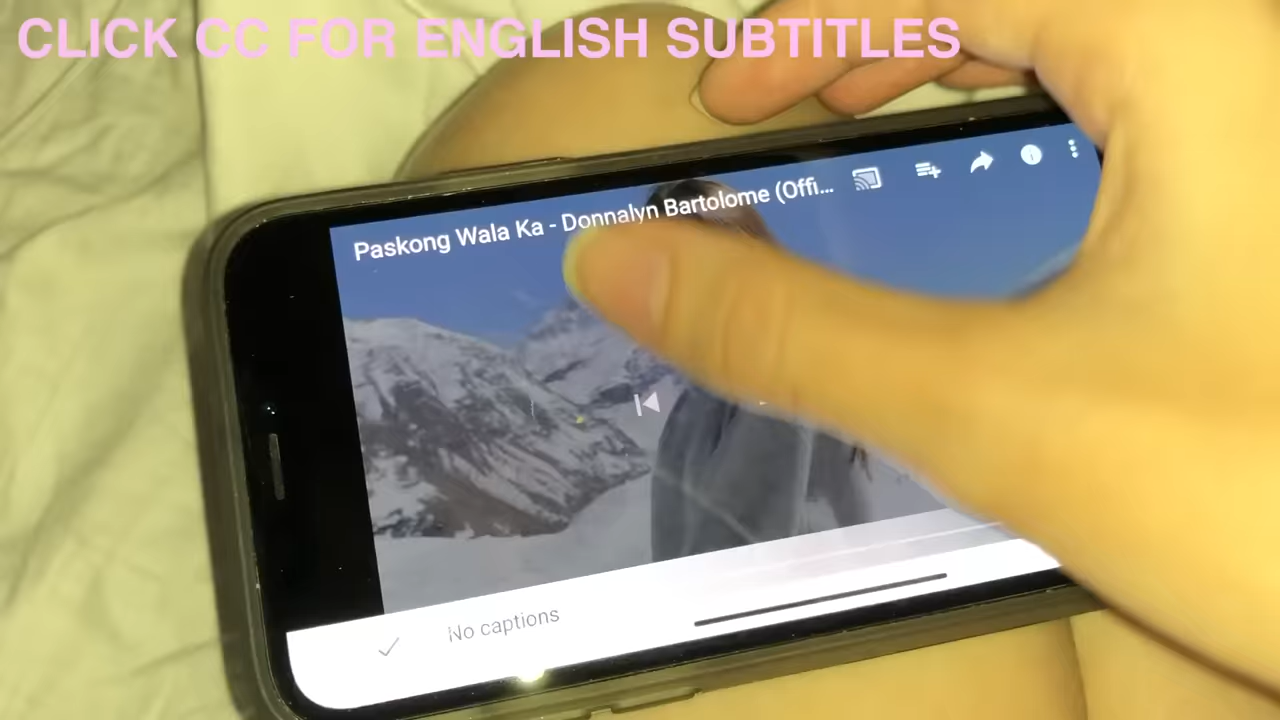 CLICK CC FOR ENGLISH SUBTITLES
Paskong Wala Ka - Donnalyn Bartolome (Offi...
No captions